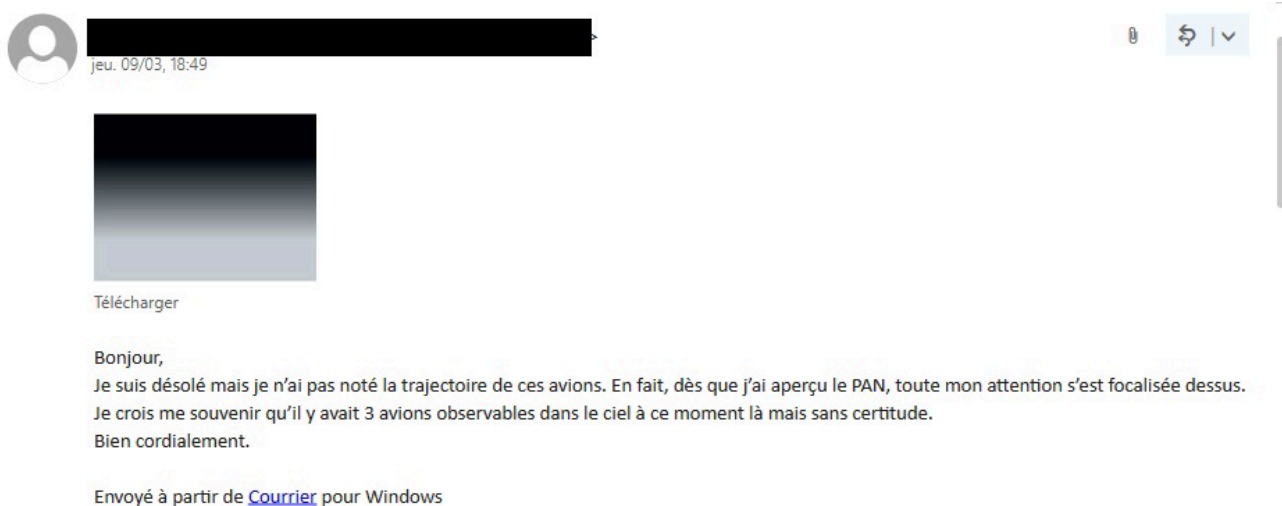 jeu. 09/03, 18:49
Télécharger
Bonjour,
Je suis désolé mais je n’ai pas noté la trajectoire de ces avions. En fait, dès que j’ai aperçu le PAN, toute mon attention s’est focalisée dessus.
Je crois me souvenir qu’il y avait 3 avions observables dans le ciel à ce moment là mais sans certitude.
Bien cordialement.
Envoyé à partir de Courrier pour Windows